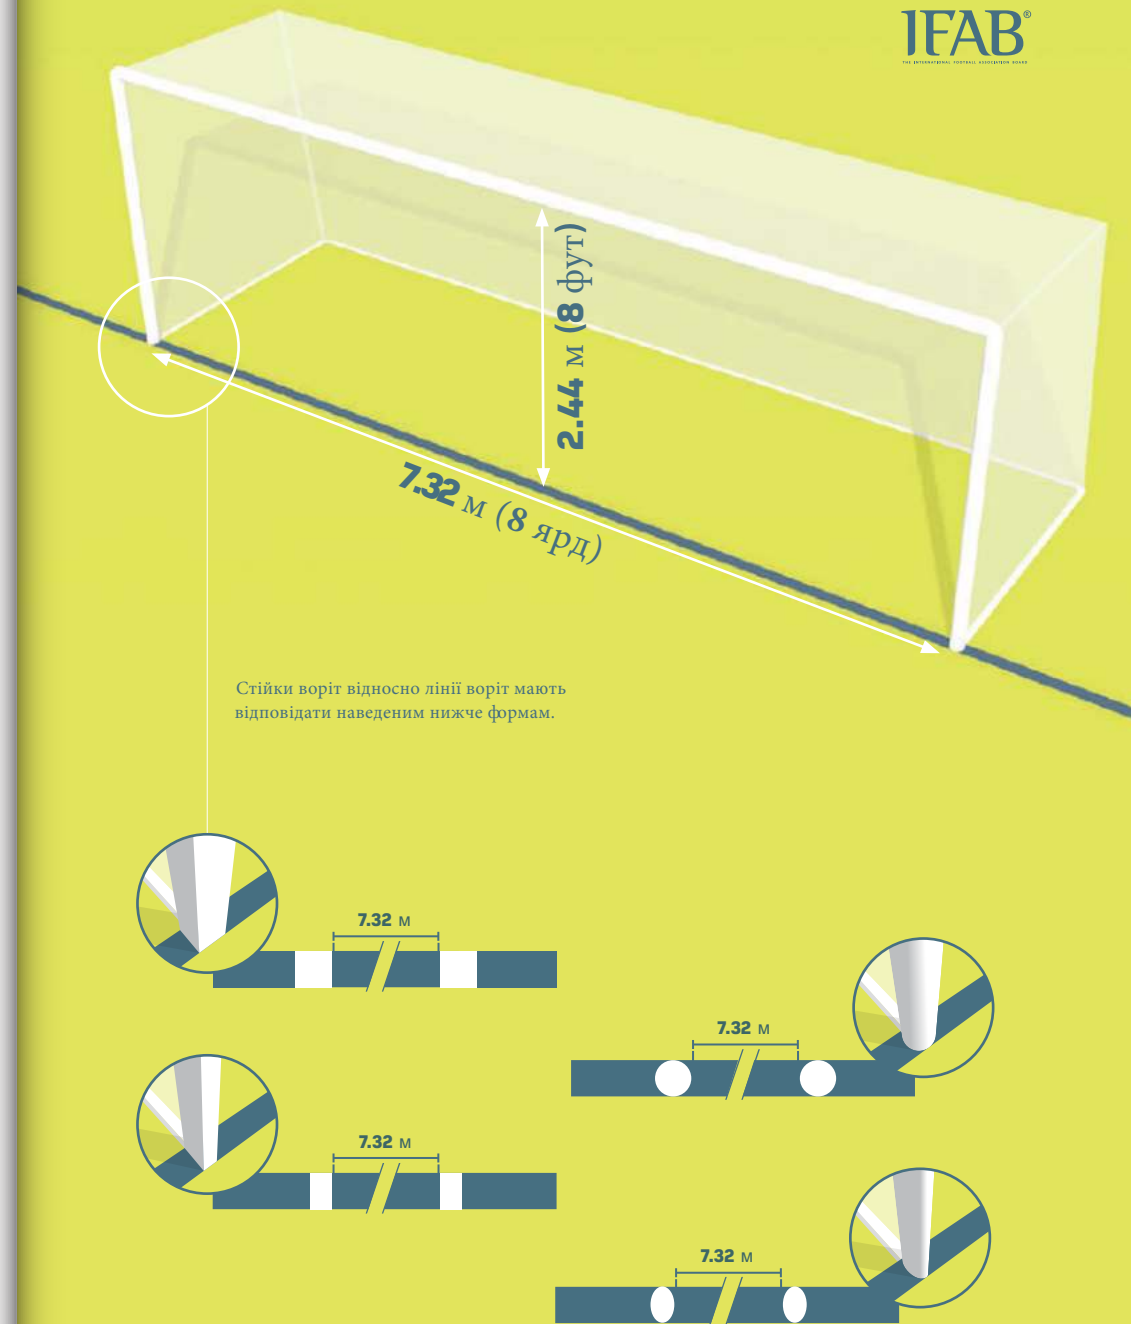 IFAB®
THE INTERNATIONAL FOOTBALL ASSOCIATION BOARD
2.44 м (8 фут)
7.32 м (8 ярд)
Стійки воріт відносно лінії воріт мають
відповідати наведеним нижче формам.
7.32 м
7.32 м
7.32 м
7.32 м